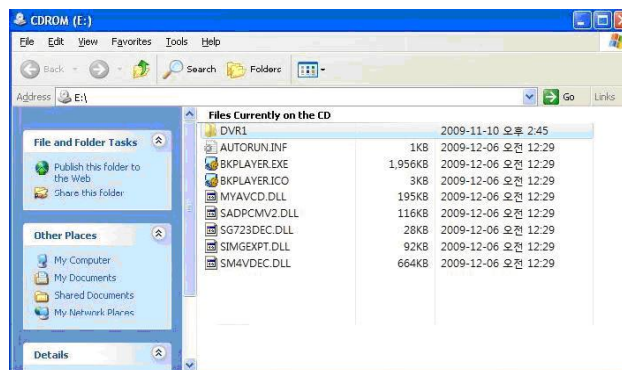 CDROM (E:)
File Edit View Favorites Tools Help
Back Search Folders
Address E:\ Go Links
File and Folder Tasks
Publish this folder to
the Web
Share this folder
Other Places
My Computer
My Documents
Shared Documents
My Network Places
Details
Files Currently on the CD
DVR1 2009-11-10 오후 2:45
AUTORUN.INF 1KB 2009-12-06 오전 12:29
BKPLAYER.EXE 1,956KB 2009-12-06 오전 12:29
BKPLAYER.ICO 3KB 2009-12-06 오전 12:29
MYAVCD.DLL 195KB 2009-12-06 오전 12:29
SADPCMV2.DLL 116KB 2009-12-06 오전 12:29
SG723DEC.DLL 28KB 2009-12-06 오전 12:29
SIMGEXPT.DLL 92KB 2009-12-06 오전 12:29
SM4VDEC.DLL 664KB 2009-12-06 오전 12:29